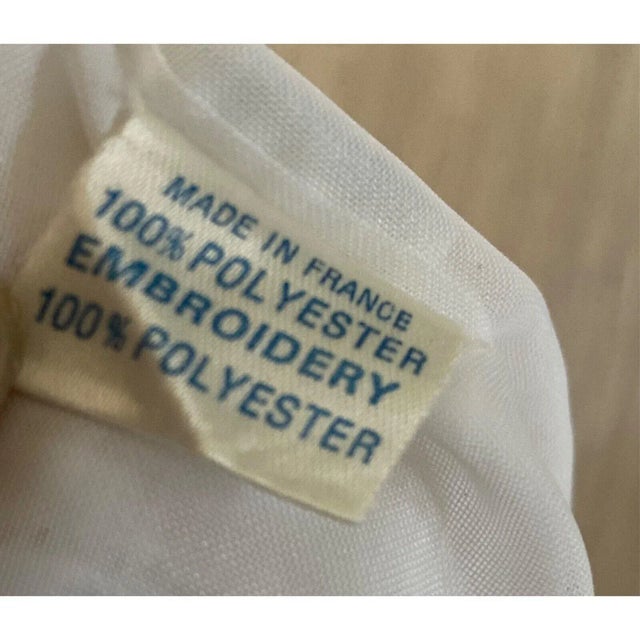 MADE IN FRANCE
100% POLYESTER
EMBROIDERY
100% POLYESTER